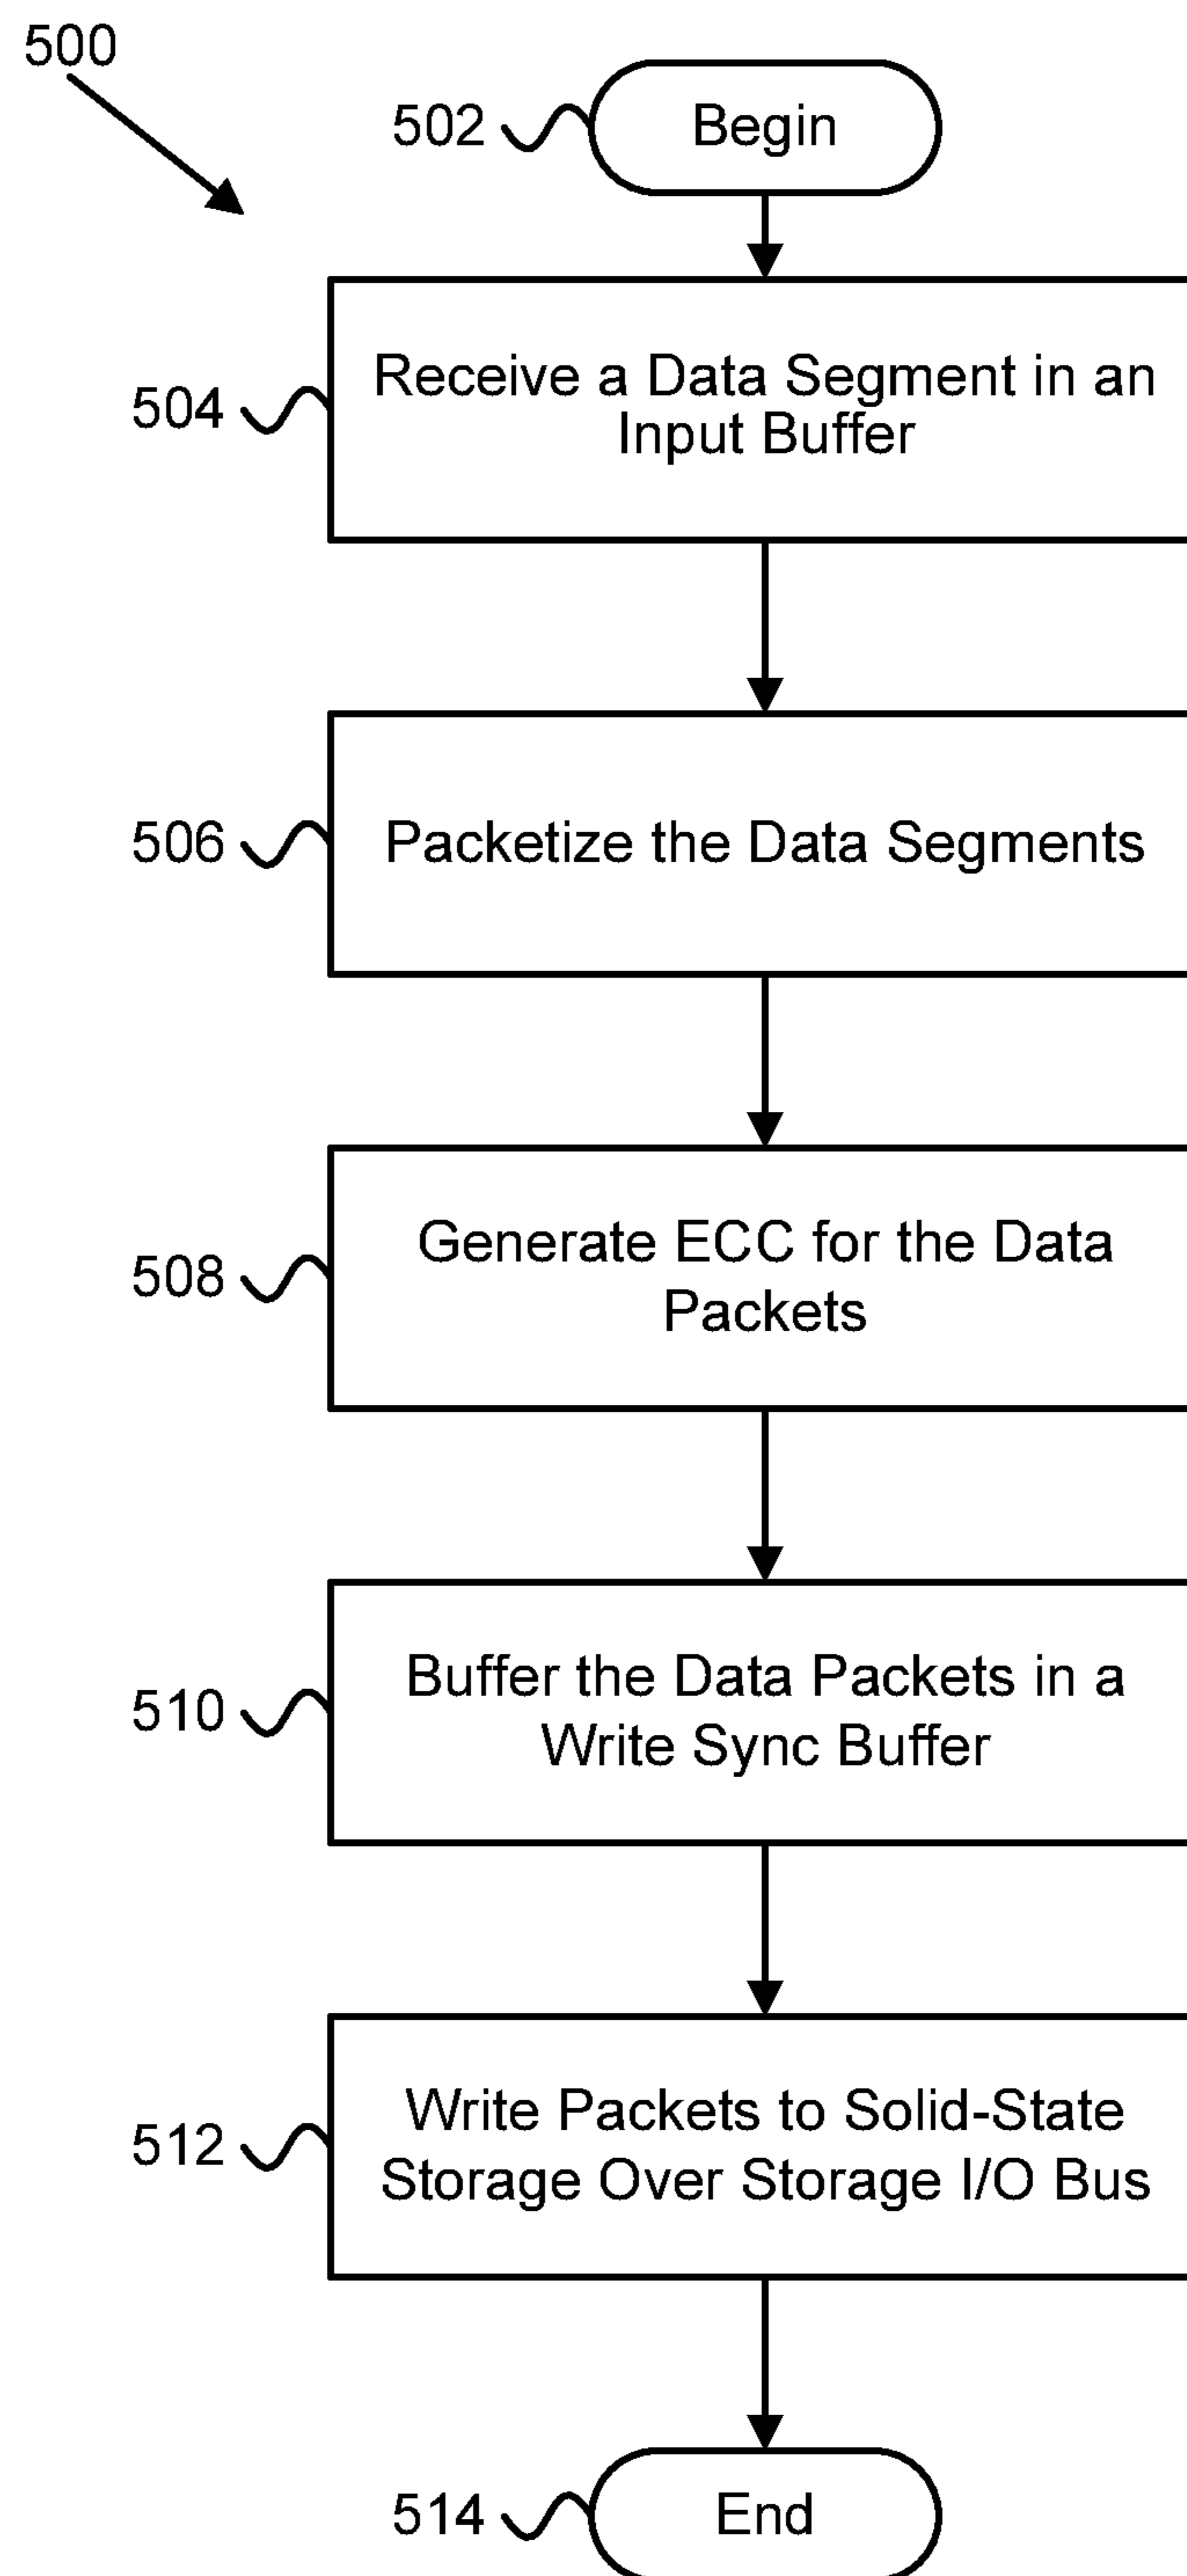 500
502
Begin
504
Receive a Data Segment in an
Input Buffer
506
Packetize the Data Segments
508
Generate ECC for the Data
Packets
510
Buffer the Data Packets in a
Write Sync Buffer
512
Write Packets to Solid-State
Storage Over Storage I/O Bus
514
End